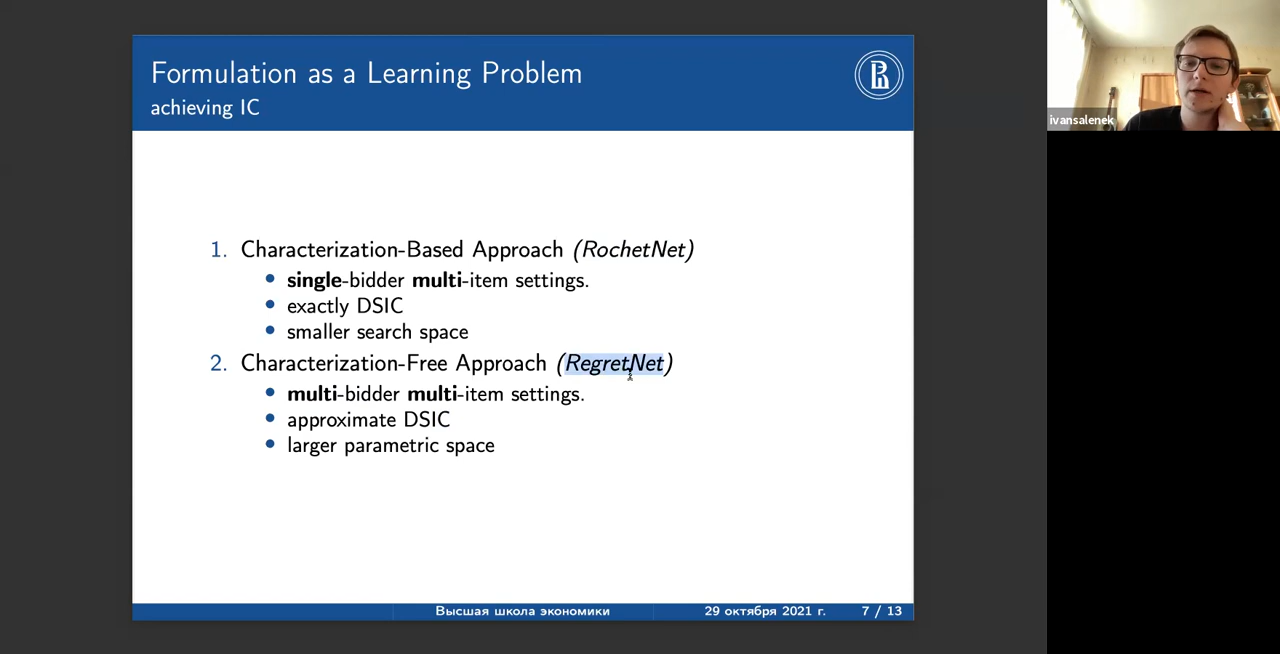 Formulation as a Learning Problem
achieving IC
1. Characterization-Based Approach (RochetNet)
• single-bidder multi-item settings.
• exactly DSIC
• smaller search space
2. Characterization-Free Approach (RegretNet)
• multi-bidder multi-item settings.
• approximate DSIC
• larger parametric space
Высшая школа экономики 29 октября 2021 г. 7 / 13
ivansalenek